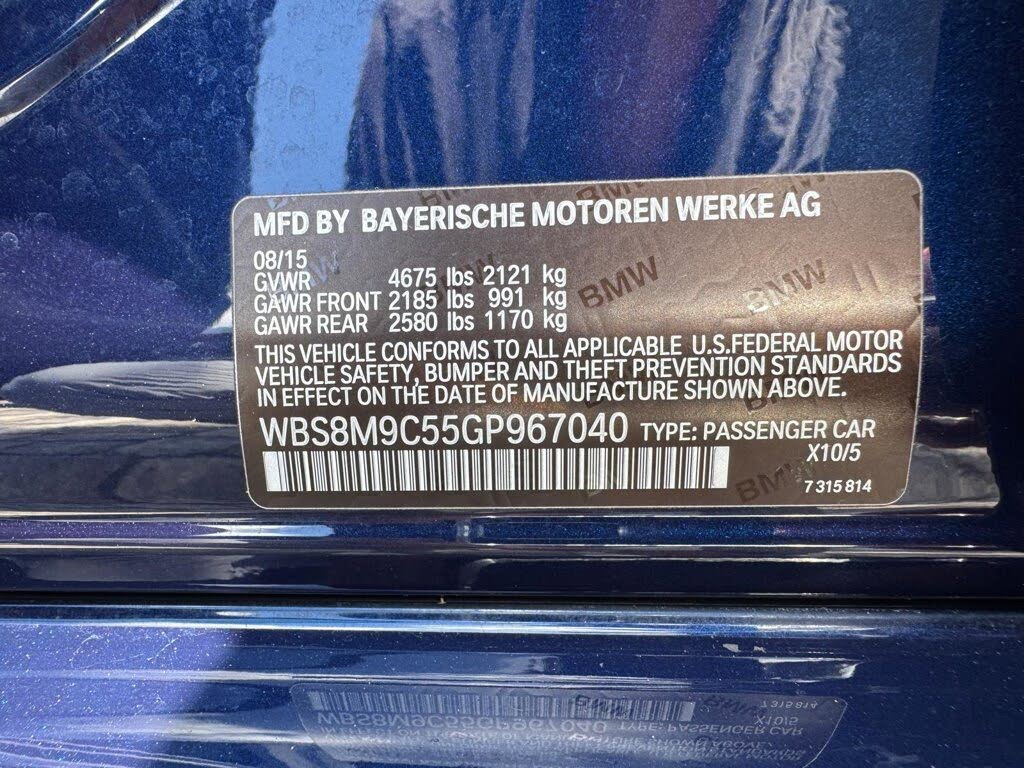 MFD BY BAYERISCHE MOTOREN WERKE AG
08/15
GVWR 4675 lbs 2121 kg
GAWR FRONT 2185 lbs 991 kg
GAWR REAR 2580 lbs 1170 kg
THIS VEHICLE CONFORMS TO ALL APPLICABLE U.S.FEDERAL MOTOR
VEHICLE SAFETY, BUMPER AND THEFT PREVENTION STANDARDS
IN EFFECT ON THE DATE OF MANUFACTURE SHOWN ABOVE.
WBS8M9C55GP967040 TYPE: PASSENGER CAR
X10/5
7 315 814